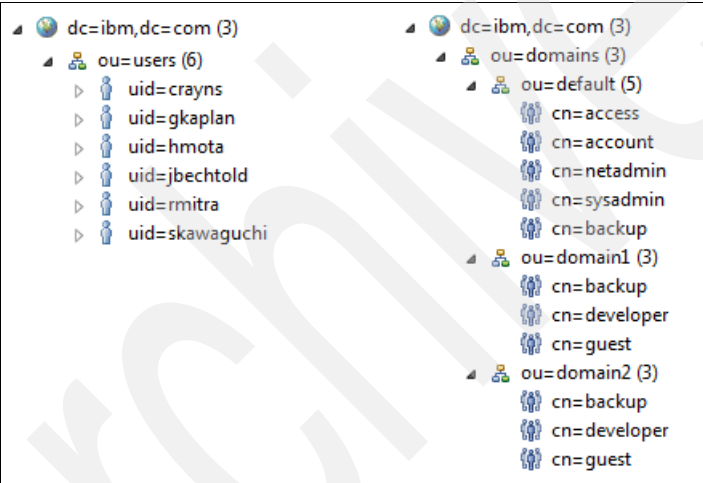 dc=ibm,dc=com (3)
ou=users (6)
uid=crayns
uid=gkaplan
uid=hmota
uid=jbechtold
uid=rmitra
uid=skawaguchi
dc=ibm,dc=com (3)
ou=domains (3)
ou=default (5)
cn=access
cn=account
cn=netadmin
cn=sysadmin
cn=backup
ou=domain1 (3)
cn=backup
cn=developer
cn=guest
ou=domain2 (3)
cn=backup
cn=developer
cn=guest